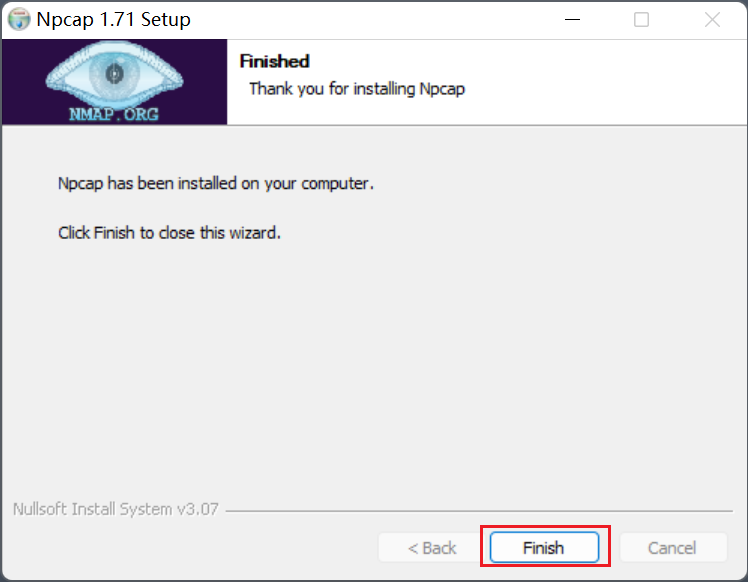 Npcap 1.71 Setup
NMAP.ORG
Finished
Thank you for installing Npcap
Npcap has been installed on your computer.
Click Finish to close this wizard.
Nullsoft Install System v3.07
< Back
Finish
Cancel